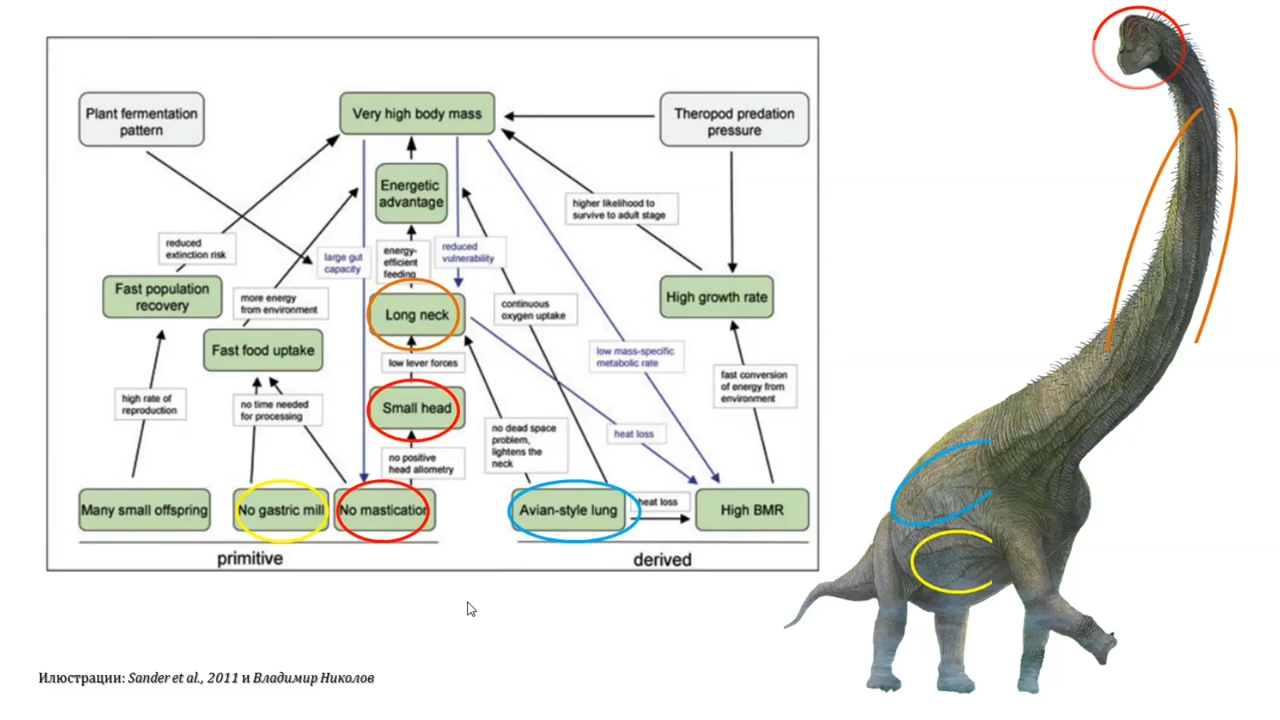 Plant fermentation
pattern
Very high body mass
Theropod predation
pressure
Energetic
advantage
higher likelihood to
survive to adult stage
reduced
extinction risk
large gut
capacity
energy-
efficient
feeding
reduced
vulnerability
Fast population
recovery
more energy
from environment
Long neck
continuous
oxygen uptake
High growth rate
Fast food uptake
low lever forces
low mass-specific
metabolic rate
high rate of
reproduction
no time needed
for processing
Small head
fast conversion
of energy from
environment
no dead space
problem,
lightens the
neck
heat loss
no positive
head allometry
Many small offspring
No gastric mill
No mastication
Avian-style lung
heat loss
High BMR
primitive
derived
Илюстрации: Sander et al., 2011 и Владимир Николов